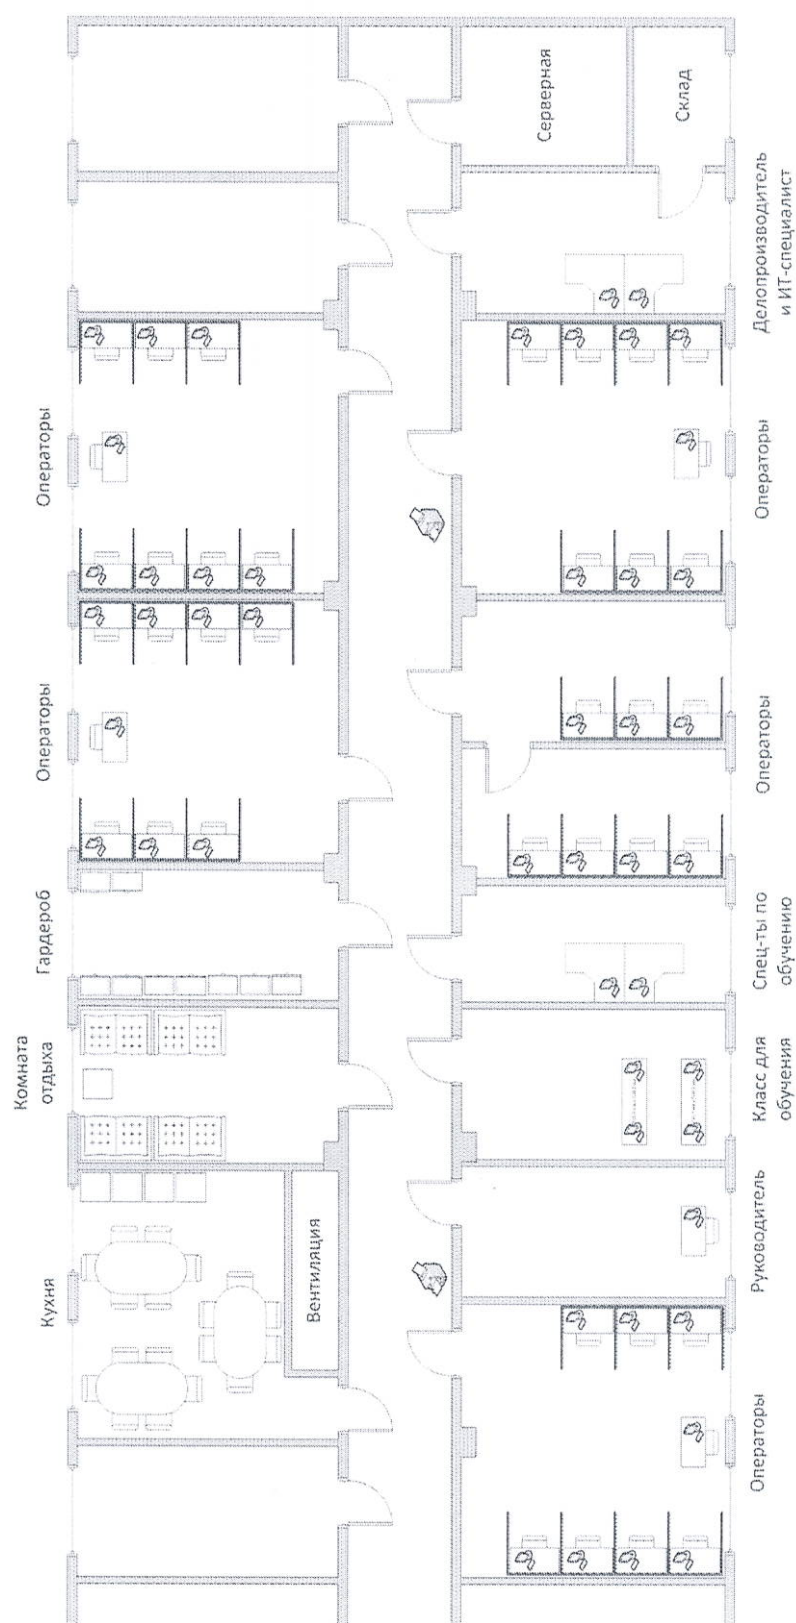 Серверная
Склад
Делопроизводитель
и ИТ-специалист
Операторы
Операторы
Операторы
Операторы
Гардероб
Спец-ты по
обучению
Комната
отдыха
Класс для
обучения
Кухня
Вентиляция
Руководитель
Операторы